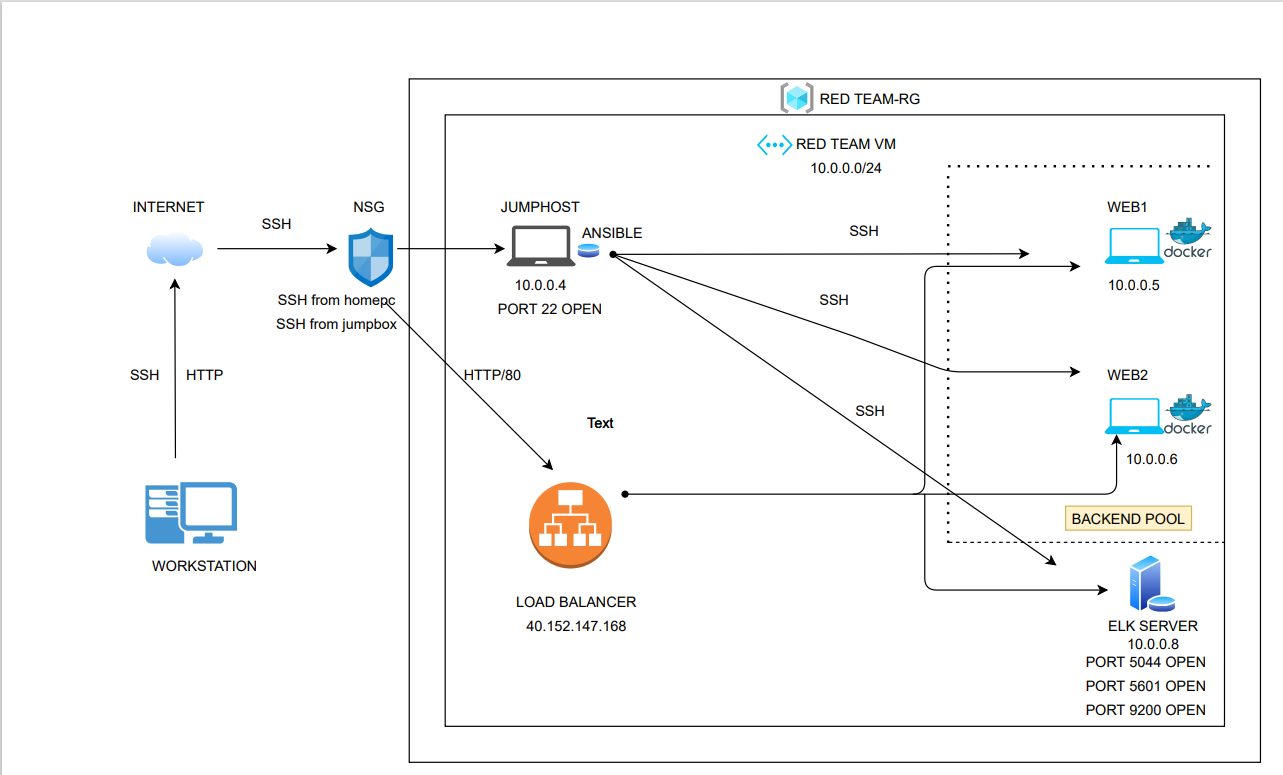 RED TEAM-RG
RED TEAM VM
10.0.0.0/24
INTERNET
SSH
NSG
SSH from homepc
SSH from jumpbox
SSH
HTTP
WORKSTATION
JUMPHOST
ANSIBLE
10.0.0.4
PORT 22 OPEN
HTTP/80
Text
LOAD BALANCER
40.152.147.168
SSH
SSH
SSH
WEB1
docker
10.0.0.5
WEB2
docker
10.0.0.6
BACKEND POOL
ELK SERVER
10.0.0.8
PORT 5044 OPEN
PORT 5601 OPEN
PORT 9200 OPEN